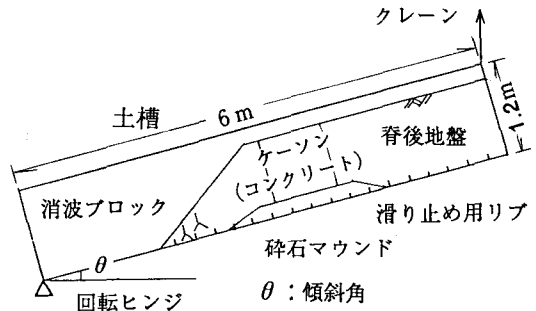 クレーン
土槽
6m
1.2m
ケーソン
(コンクリート)
脊後地盤
消波ブロック
滑り止め用リブ
砕石マウンド
θ
回転ヒンジ
θ：傾斜角